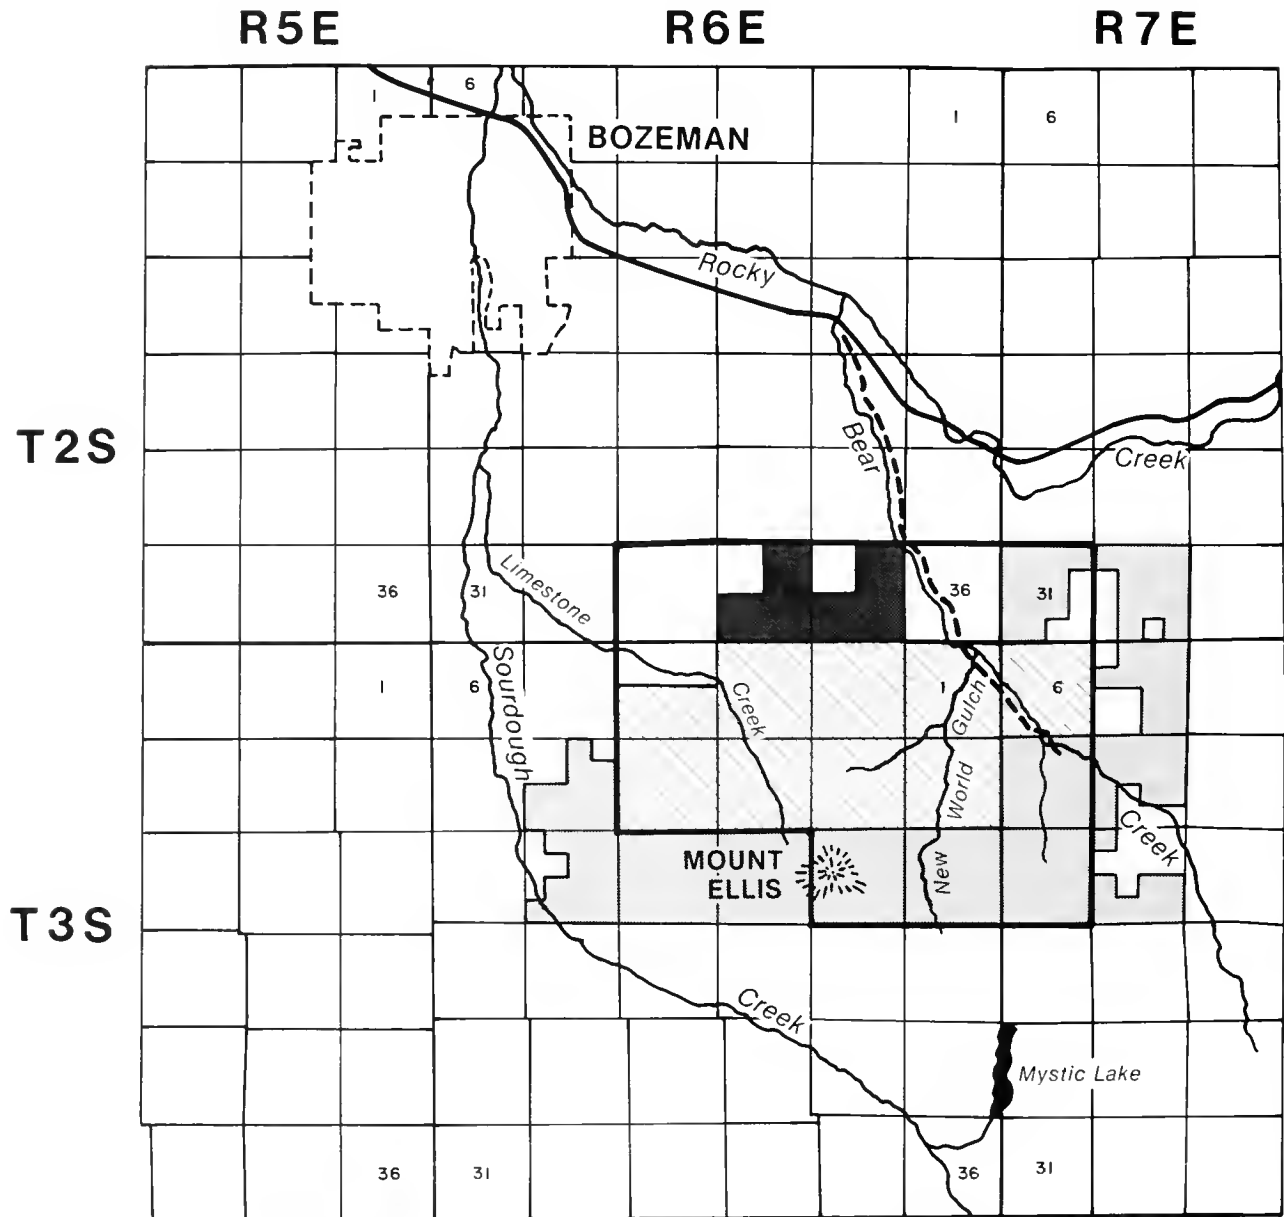 R5E R6E R7E
6
1
1 6
BOZEMAN
Rocky
T2S
Bear
Creek
Limestone
36 31 36 31
Sourdough
1 6 Creek 1 Gulch 6
World
Creek
MOUNT
ELLIS
New
T3S
Creek
Mystic Lake
36 31 36 31